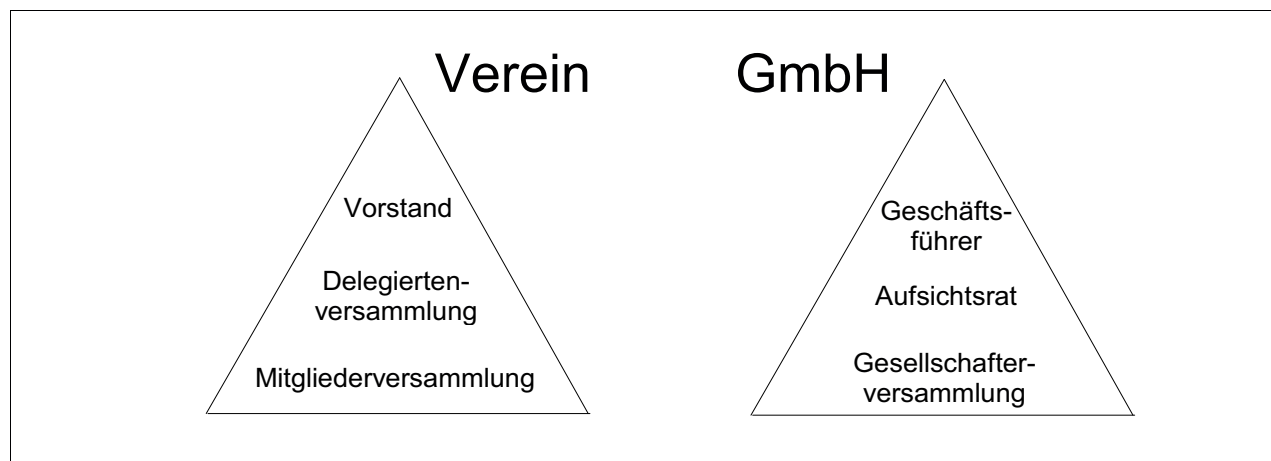 Verein
Vorstand
Delegierten-
versammlung
Mitgliederversammlung
GmbH
Geschäfts-
führer
Aufsichtsrat
Gesellschafter-
versammlung